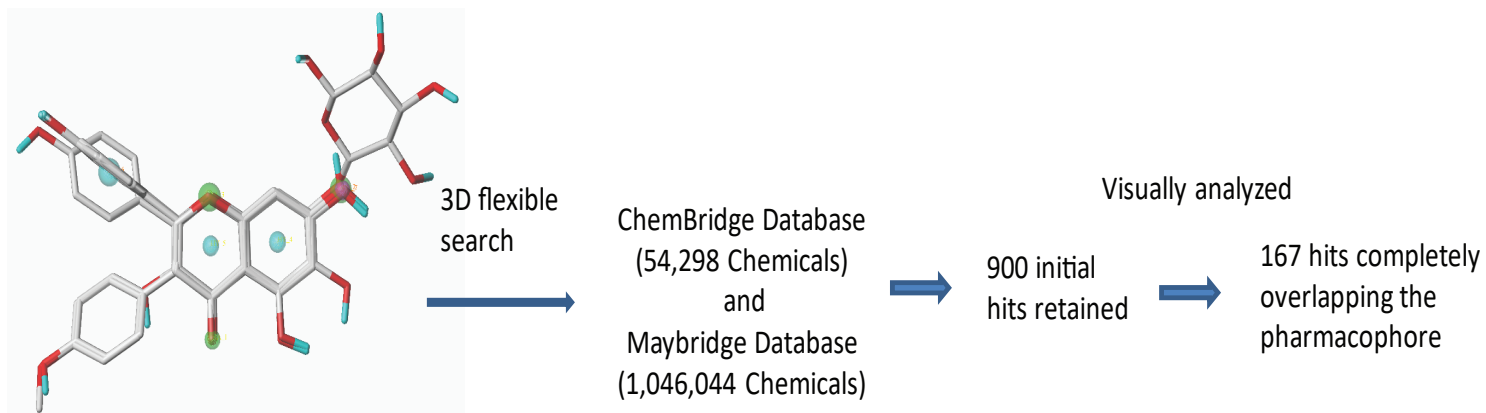 3D flexible
search
ChemBridge Database
(54,298 Chemicals)
and
Maybridge Database
(1,046,044 Chemicals)
900 initial
hits retained
Visually analyzed
167 hits completely
overlapping the
pharmacophore